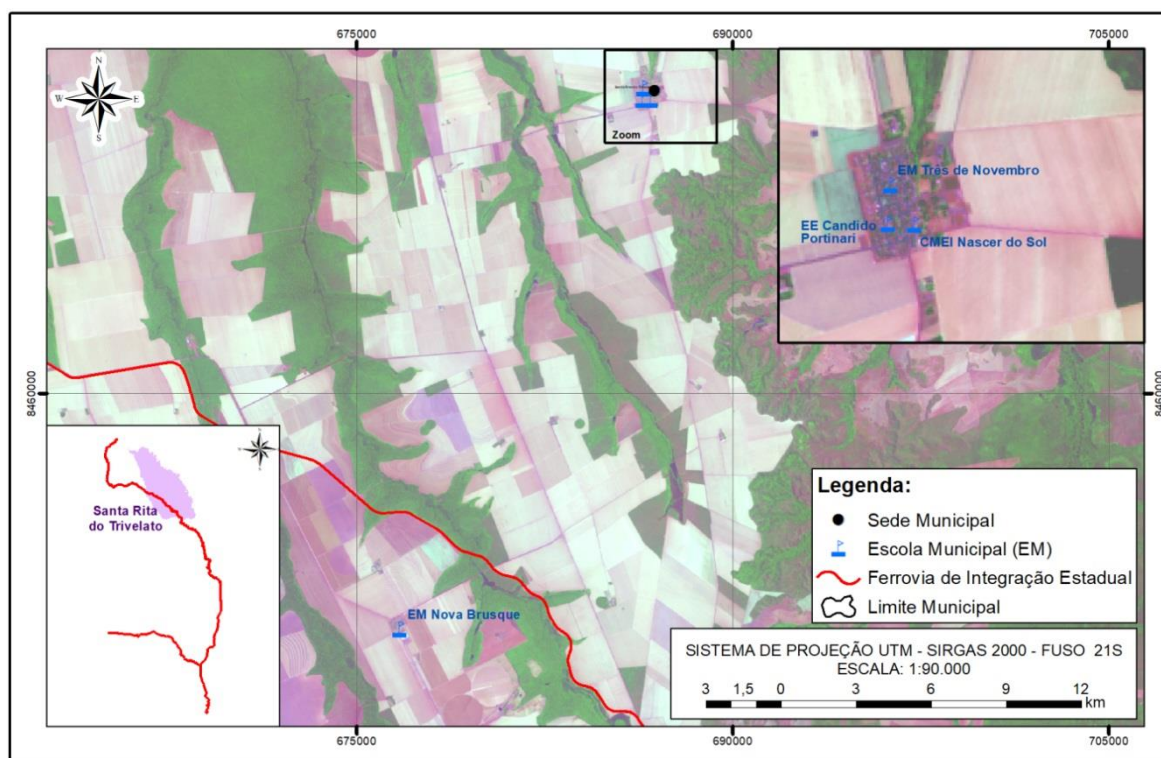 675000
690000
705000
N
W
E
S
Zoom
EM Três de Novembro
EE Candido
Portinari
CMEI Nascer do Sol
8460000
8460000
Santa Rita
do Trivelato
EM Nova Brusque
Legenda:
Sede Municipal
Escola Municipal (EM)
Ferrovia de Integração Estadual
Limite Municipal
SISTEMA DE PROJEÇÃO UTM - SIRGAS 2000 - FUSO 21S
ESCALA: 1:90.000
3 1,5 0 3 6 9 12
km
675000
690000
705000